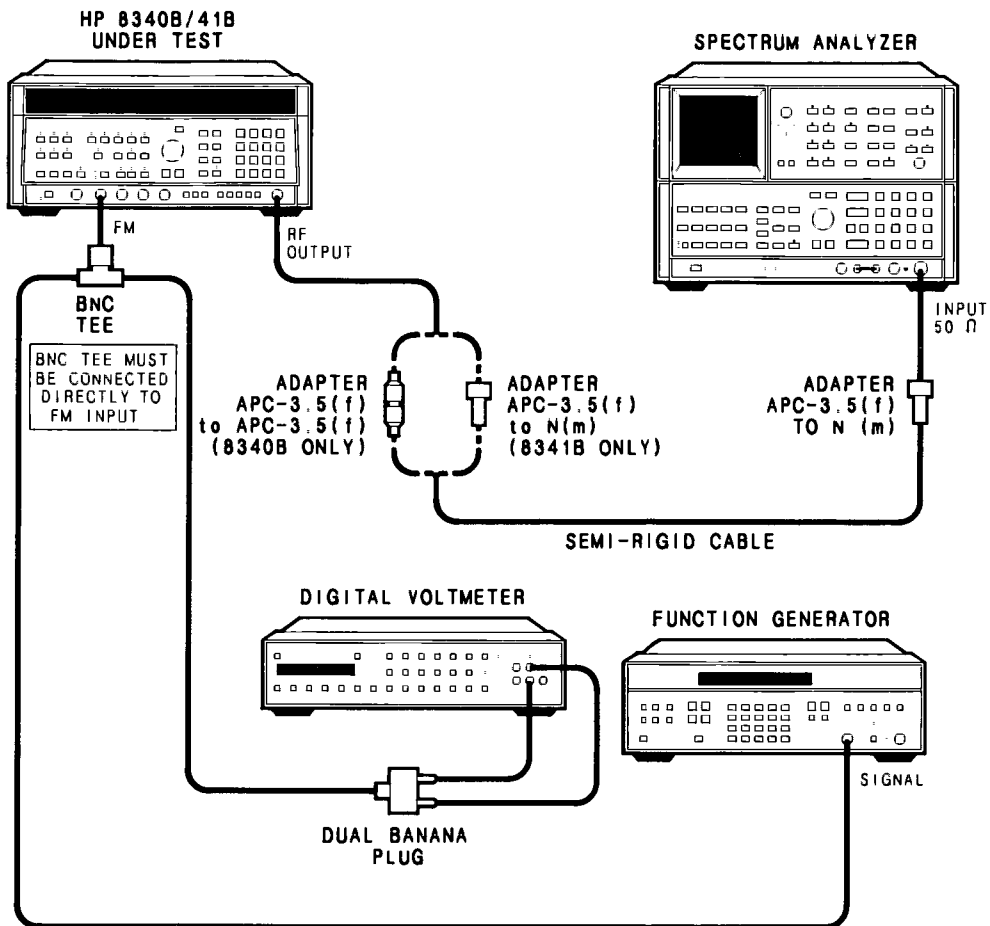 HP 8340B/41B
UNDER TEST
SPECTRUM ANALYZER
FM
RF
OUTPUT
BNC
TEE
BNC TEE MUST
BE CONNECTED
DIRECTLY TO
FM INPUT
INPUT
50 Ω
ADAPTER
APC-3.5(f)
to APC-3.5(f)
(8340B ONLY)
ADAPTER
APC-3.5(f)
to N(m)
(8341B ONLY)
ADAPTER
APC-3.5(f)
TO N (m)
SEMI-RIGID CABLE
DIGITAL VOLTMETER
FUNCTION GENERATOR
SIGNAL
DUAL BANANA
PLUG